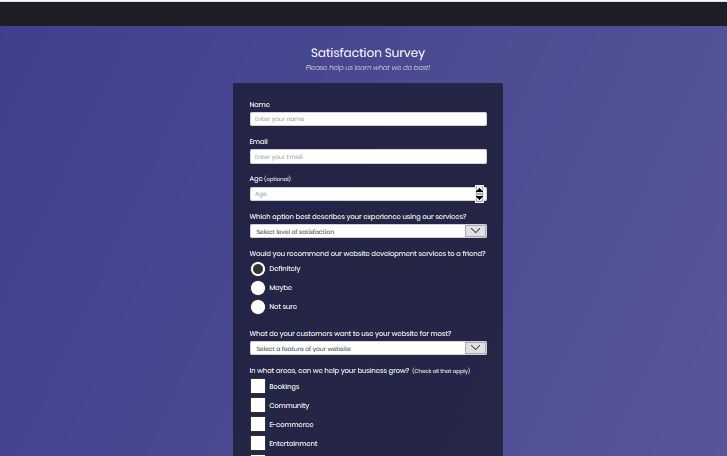 Satisfaction Survey
Please help us learn what we do best!
Name
Enter your name
Email
Enter your Email
Age (optional)
Age
Which option best describes your experience using our services?
Select level of satisfaction
Would you recommend our website development services to a friend?
Definitely
Maybe
Not sure
What do your customers want to use your website for most?
Select a feature of your website
In what areas, can we help your business grow? (Check all that apply)
Bookings
Community
E-commerce
Entertainment